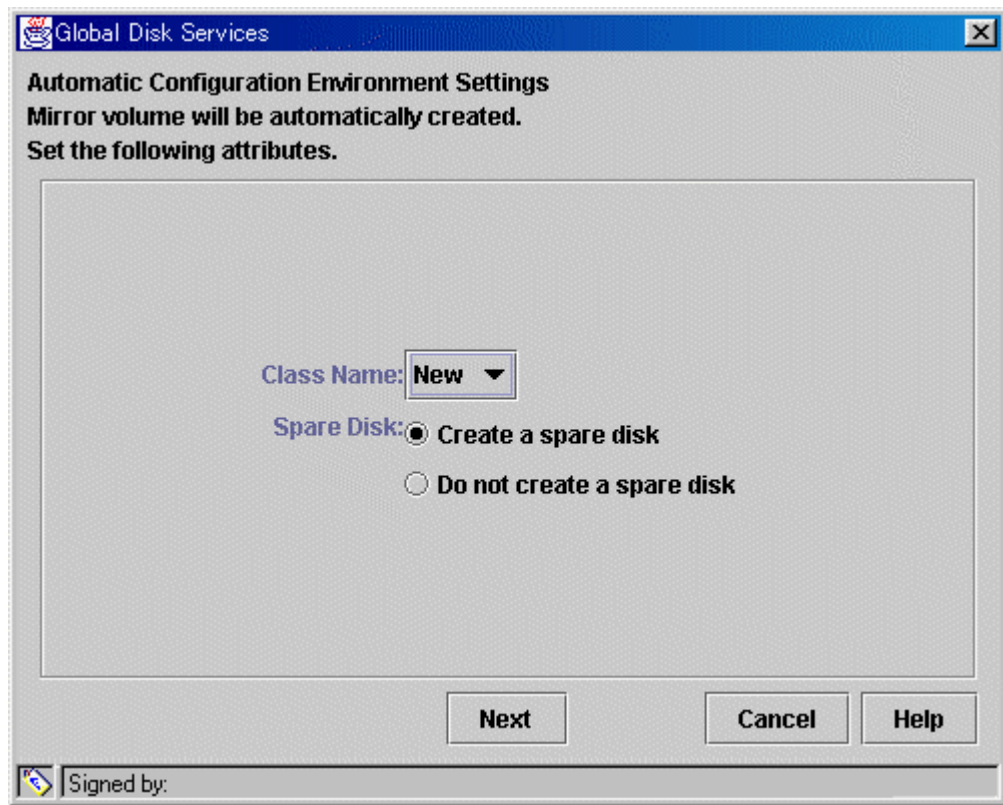 Global Disk Services
Automatic Configuration Environment Settings
Mirror volume will be automatically created.
Set the following attributes.
Class Name: New
Spare Disk: Create a spare disk
Do not create a spare disk
Next Cancel Help
Signed by: